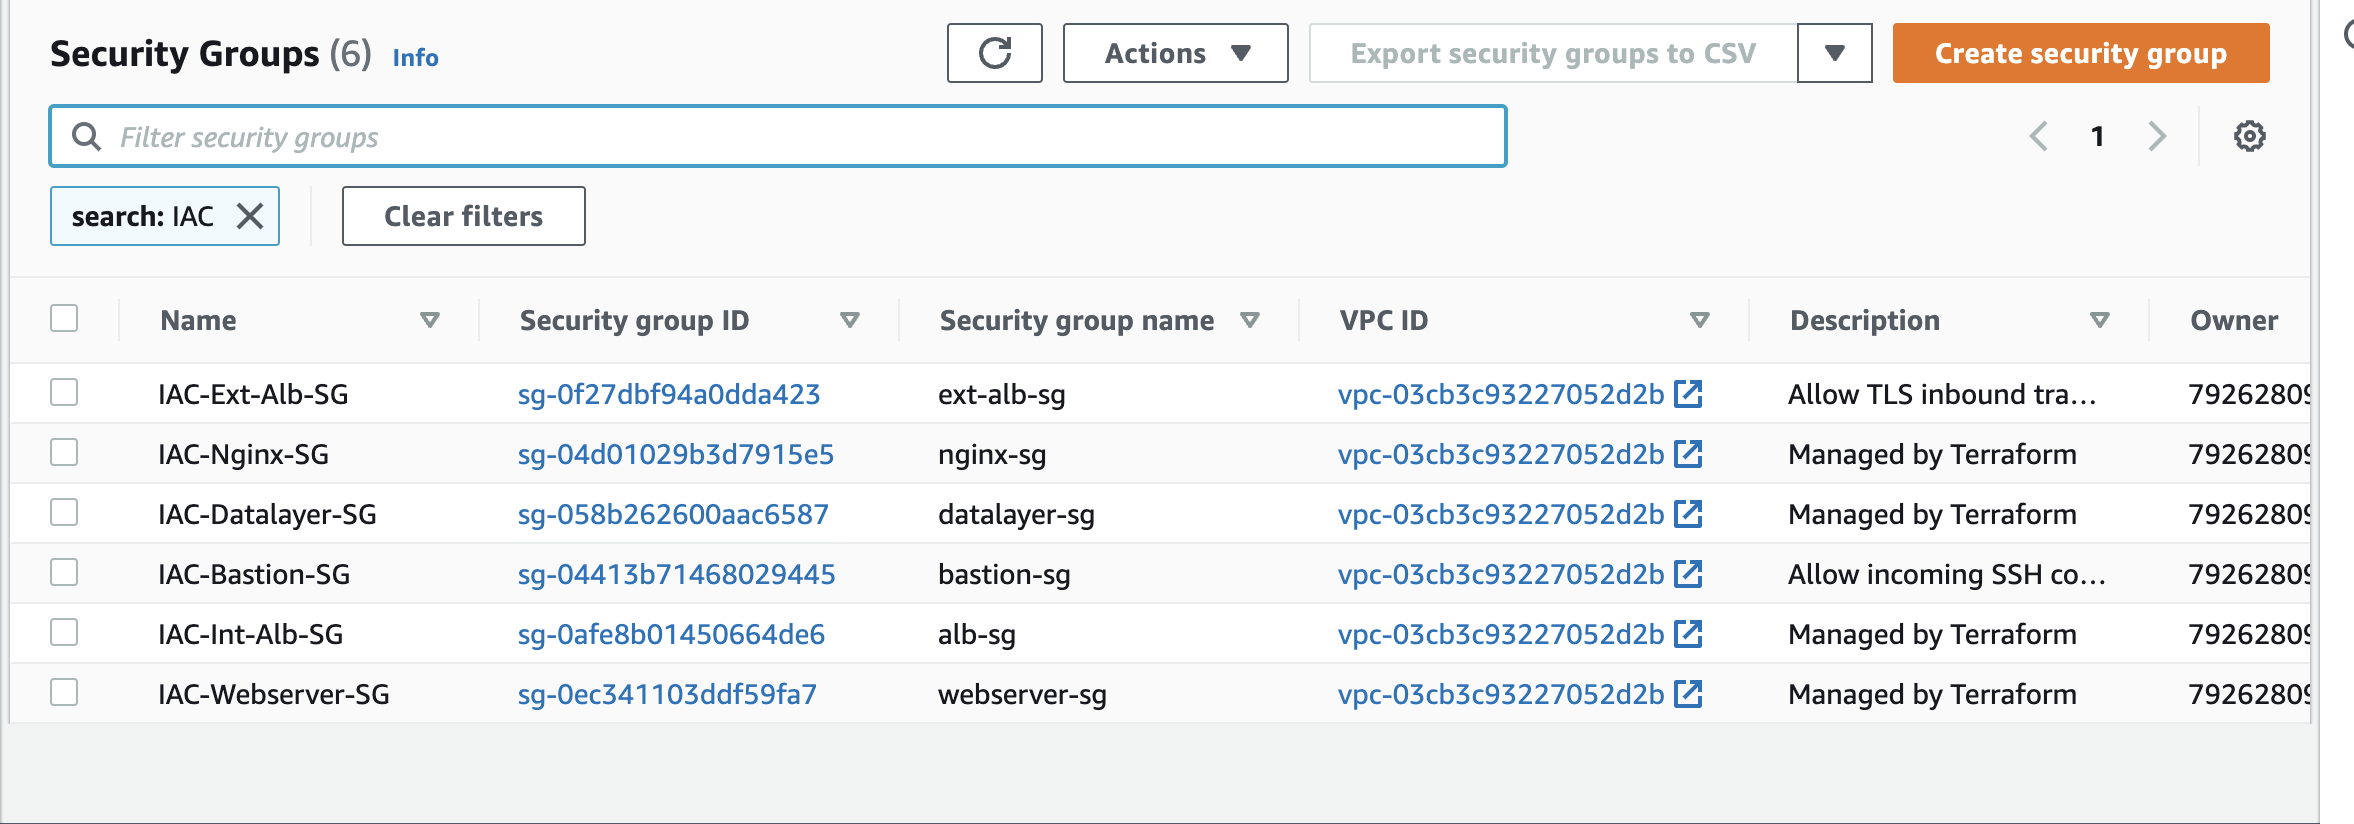 Security Groups (6) Info Actions Export security groups to CSV Create security group
Filter security groups 1
search: IAC Clear filters
Name Security group ID Security group name VPC ID Description Owner
IAC-Ext-Alb-SG sg-0f27dbf94a0dda423 ext-alb-sg vpc-03cb3c93227052d2b Allow TLS inbound tra... 79262809
IAC-Nginx-SG sg-04d01029b3d7915e5 nginx-sg vpc-03cb3c93227052d2b Managed by Terraform 79262809
IAC-Datalayer-SG sg-058b262600aac6587 datalayer-sg vpc-03cb3c93227052d2b Managed by Terraform 79262809
IAC-Bastion-SG sg-04413b71468029445 bastion-sg vpc-03cb3c93227052d2b Allow incoming SSH co... 79262809
IAC-Int-Alb-SG sg-0afe8b01450664de6 alb-sg vpc-03cb3c93227052d2b Managed by Terraform 79262809
IAC-Webserver-SG sg-0ec341103ddf59fa7 webserver-sg vpc-03cb3c93227052d2b Managed by Terraform 79262809